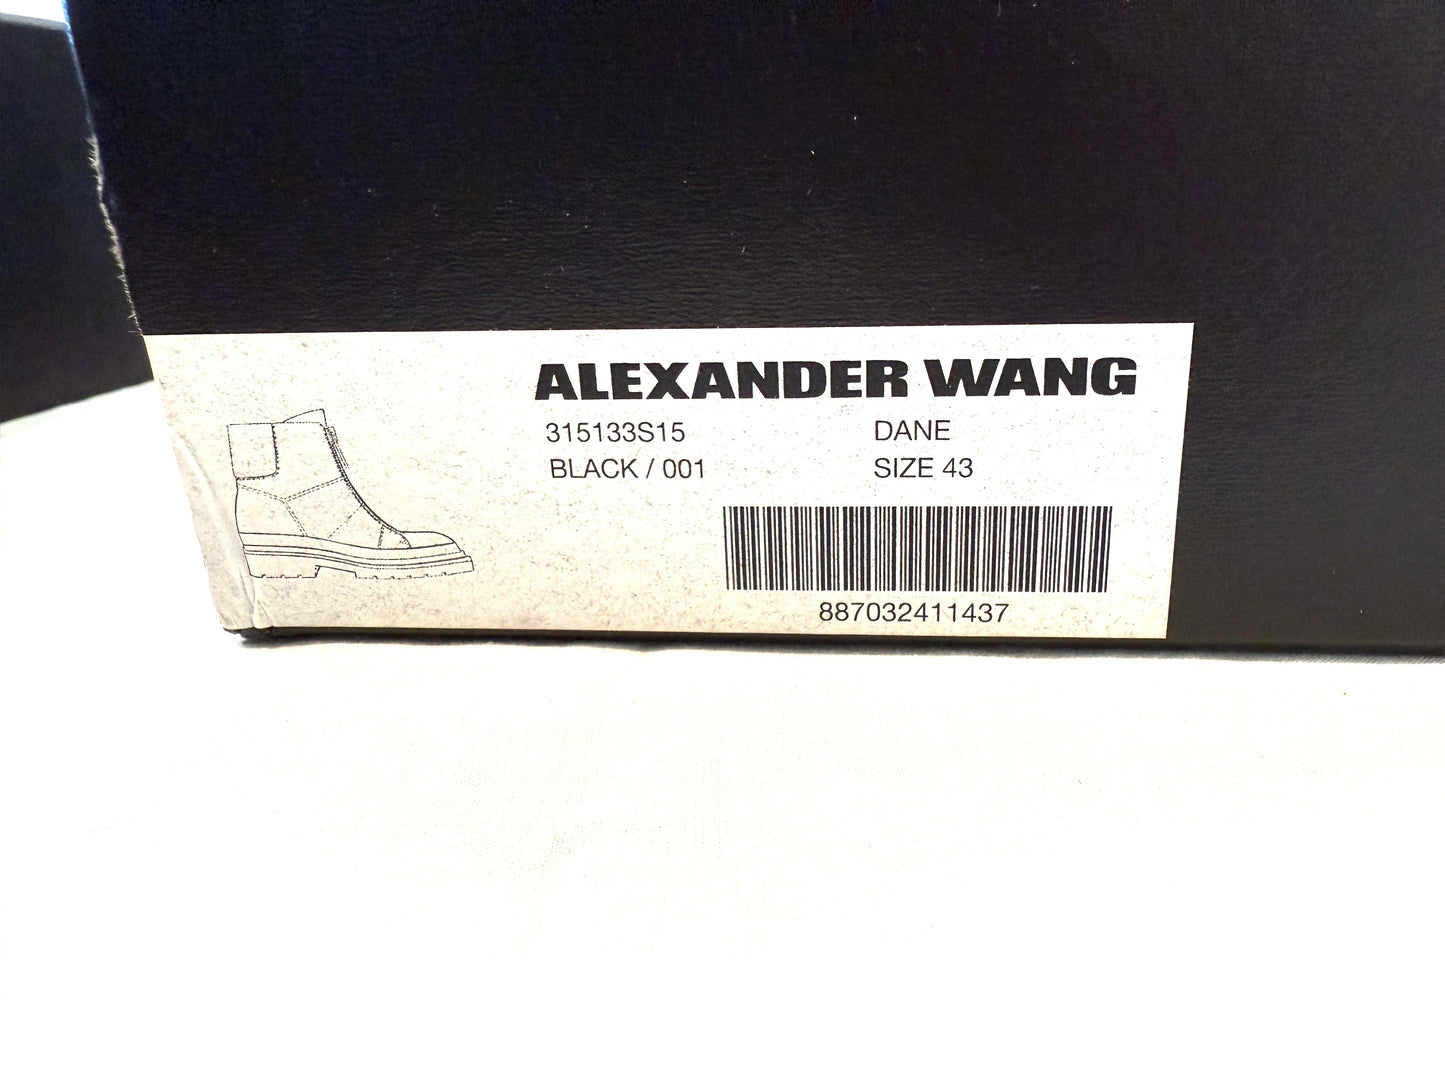 ALEXANDER WANG
315133S15 DANE
BLACK / 001 SIZE 43
887032411437